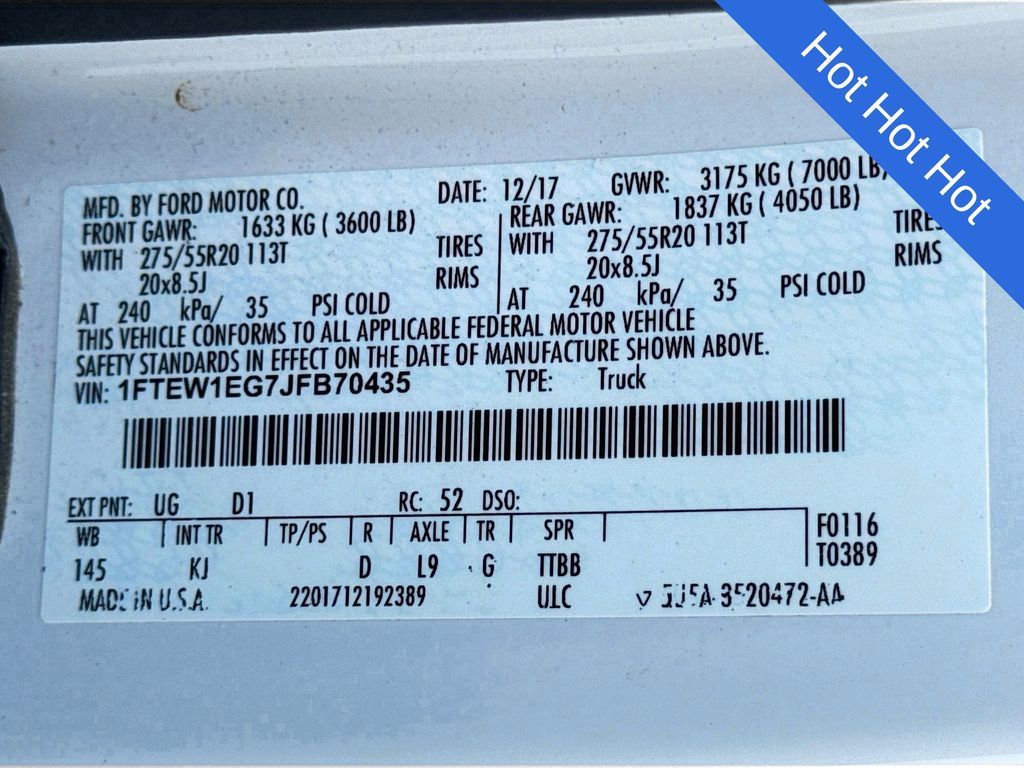 Hot Hot Hot
MFD. BY FORD MOTOR CO. DATE: 12/17 GVWR: 3175 KG ( 7000 LB)
FRONT GAWR: 1633 KG ( 3600 LB) REAR GAWR: 1837 KG ( 4050 LB)
WITH 275/55R20 113T TIRES WITH 275/55R20 113T TIRES
20x8.5J RIMS 20x8.5J RIMS
AT 240 kPa/ 35 PSI COLD AT 240 kPa/ 35 PSI COLD
THIS VEHICLE CONFORMS TO ALL APPLICABLE FEDERAL MOTOR VEHICLE
SAFETY STANDARDS IN EFFECT ON THE DATE OF MANUFACTURE SHOWN ABOVE.
VIN: 1FTEW1EG7JFB70435 TYPE: Truck
EXT PNT: UG D1 RC: 52 DSO:
WB INT TR TP/PS R AXLE TR SPR F0116
145 KJ D L9 G TTBB T0389
MADE IN U.S.A. 2201712192389 ULC